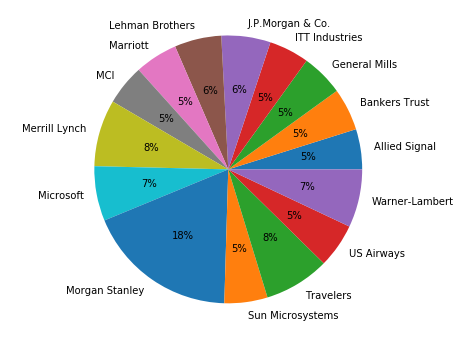 Lehman Brothers
J.P.Morgan & Co.
Marriott
ITT Industries
MCI
General Mills
Merrill Lynch
Bankers Trust
Allied Signal
Microsoft
Warner-Lambert
Morgan Stanley
US Airways
Travelers
Sun Microsystems
6%
6%
5%
5%
5%
5%
8%
5%
5%
7%
7%
18%
5%
8%
5%